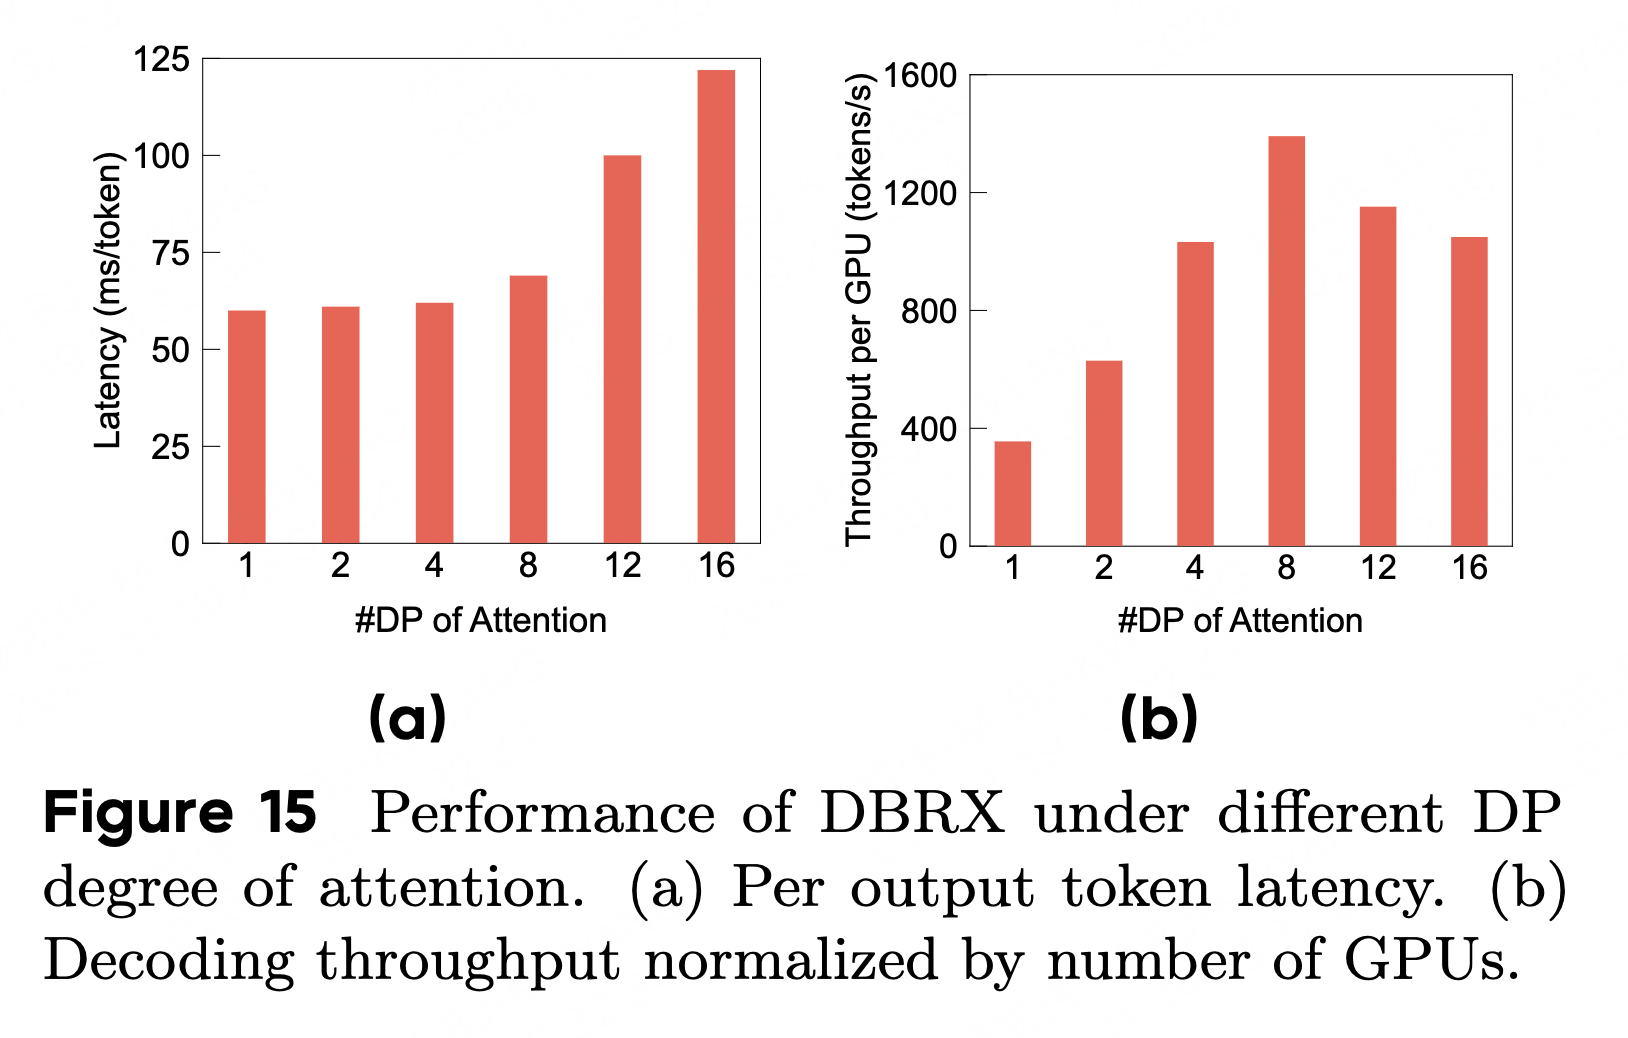 125
100
75
50
25
0
Latency (ms/token)
1 2 4 8 12 16
#DP of Attention
(a)
1600
1200
800
400
0
Throughput per GPU (tokens/s)
1 2 4 8 12 16
#DP of Attention
(b)
Figure 15 Performance of DBRX under different DP
degree of attention. (a) Per output token latency. (b)
Decoding throughput normalized by number of GPUs.